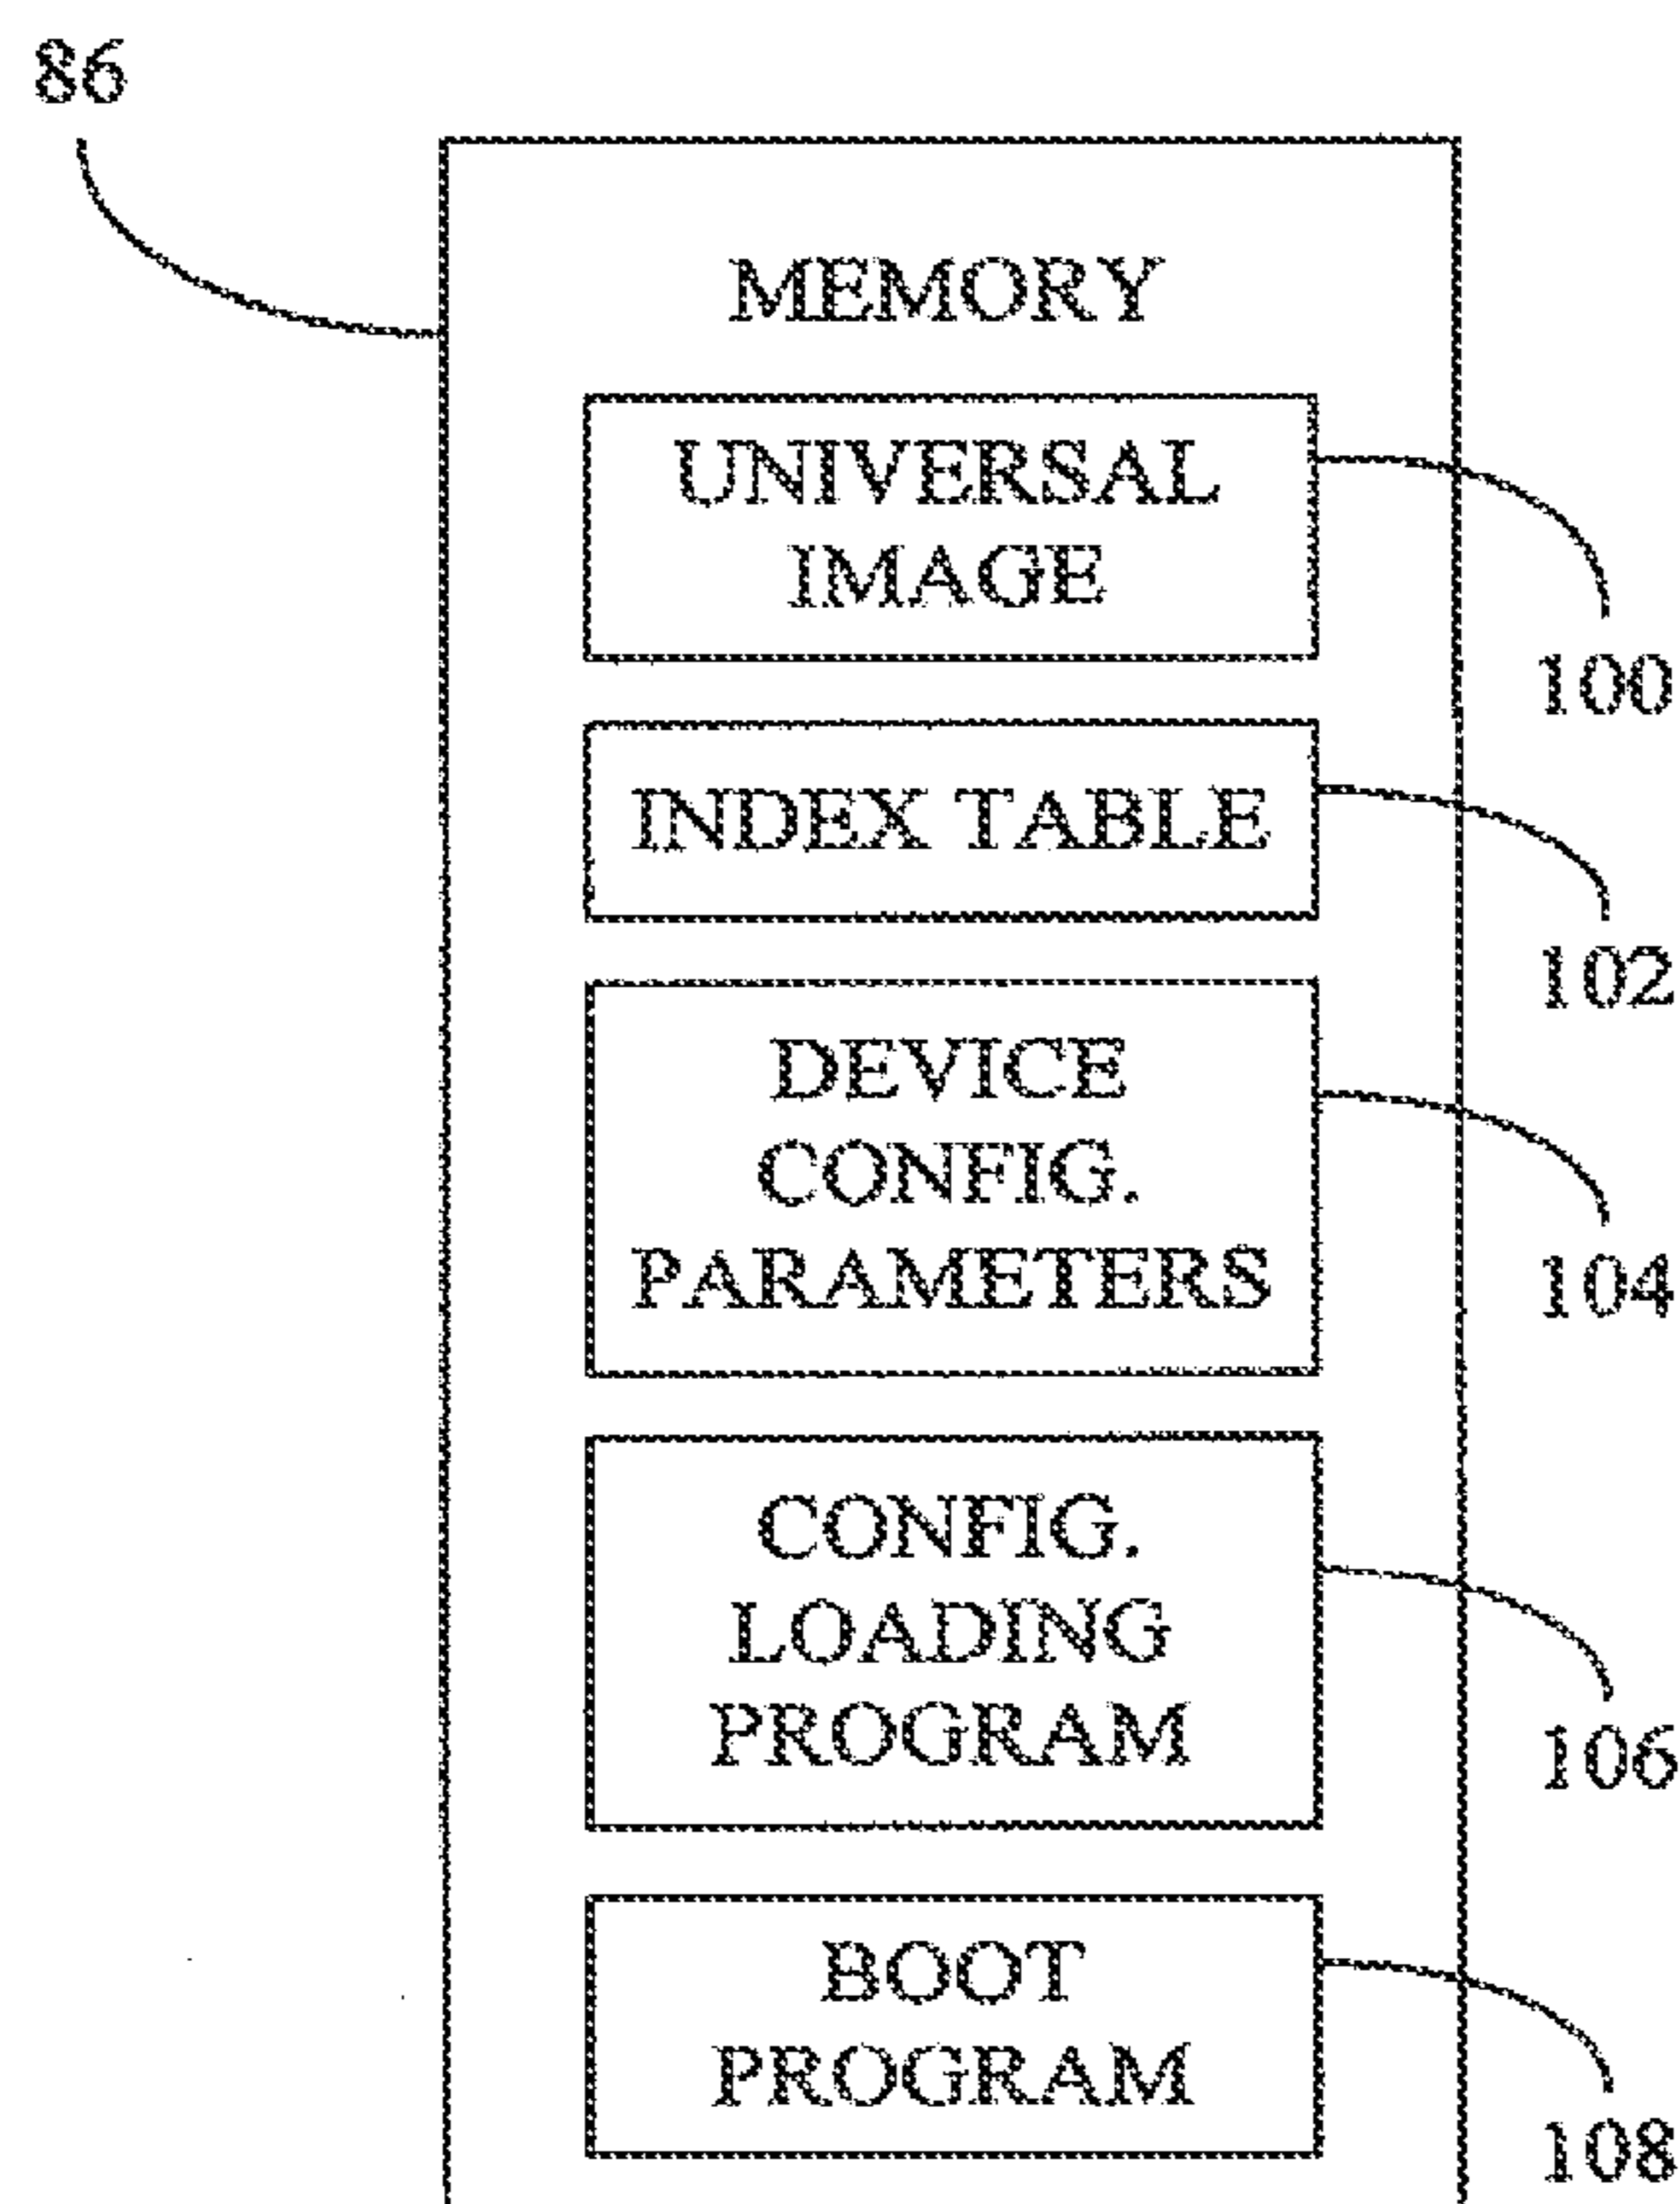 86
MEMORY
UNIVERSAL
IMAGE
100
INDEX TABLE
102
DEVICE
CONFIG.
PARAMETERS
104
CONFIG.
LOADING
PROGRAM
106
BOOT
PROGRAM
108